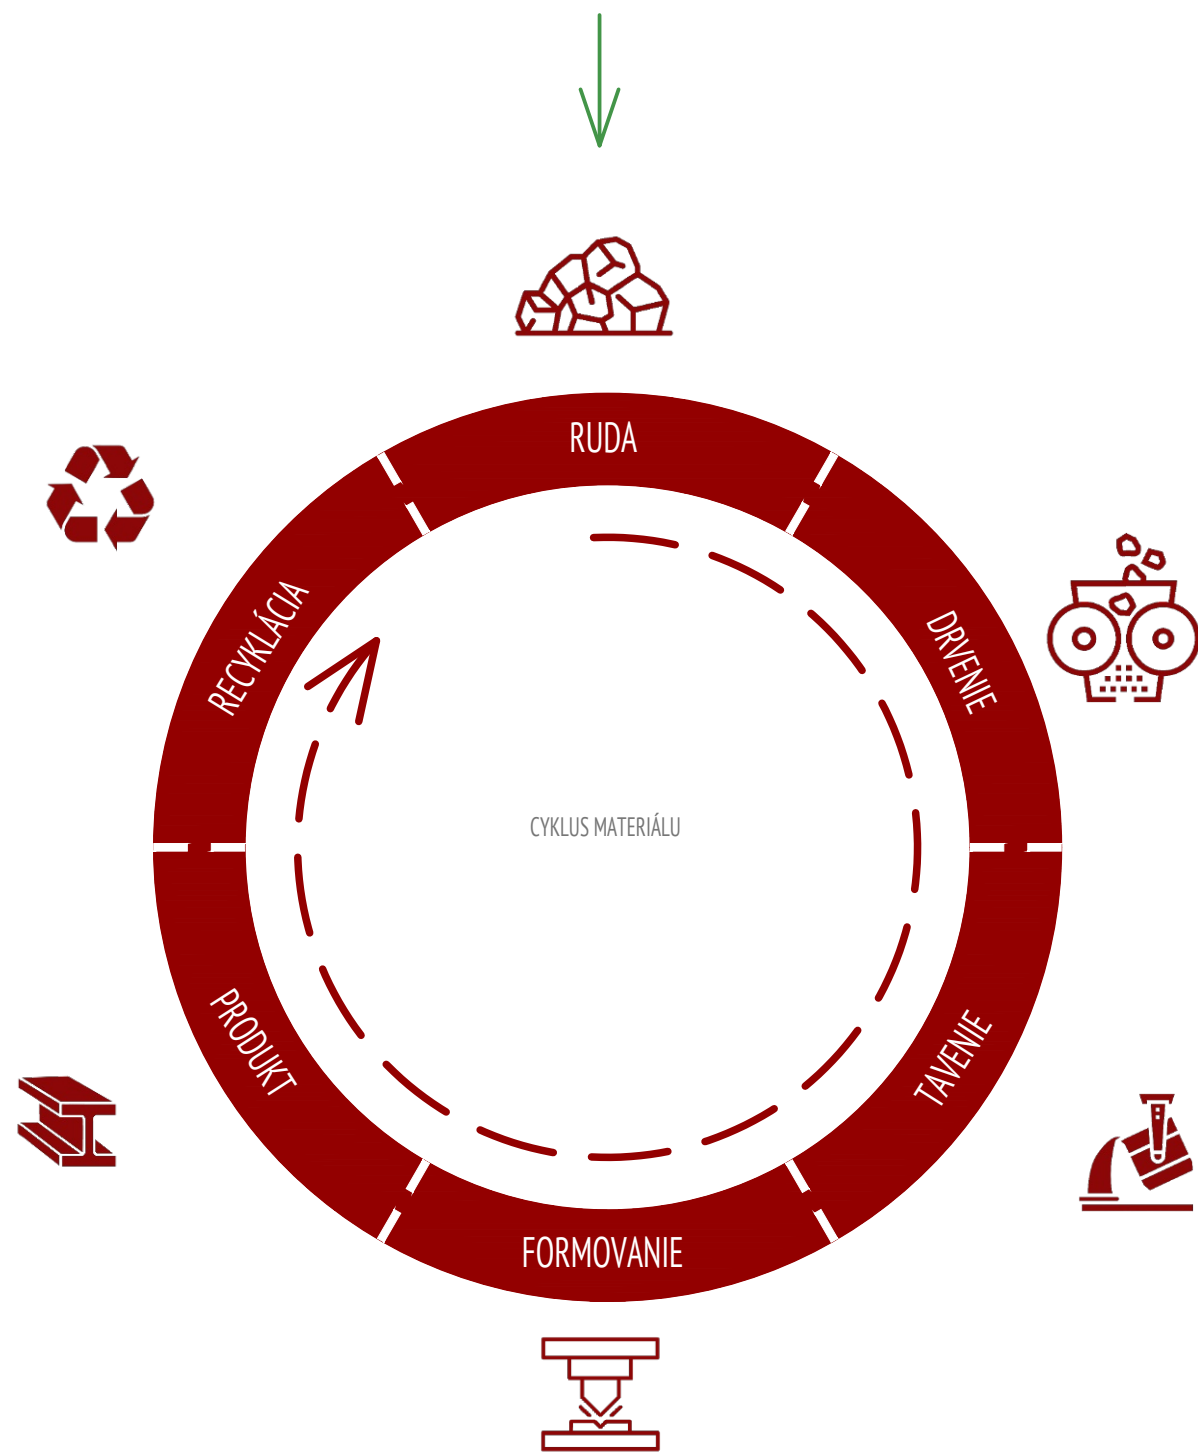 RUDA
DRVENIE
TAVENIE
FORMOVANIE
PRODUKT
RECYKLÁCIA
CYKLUS MATERIÁLU